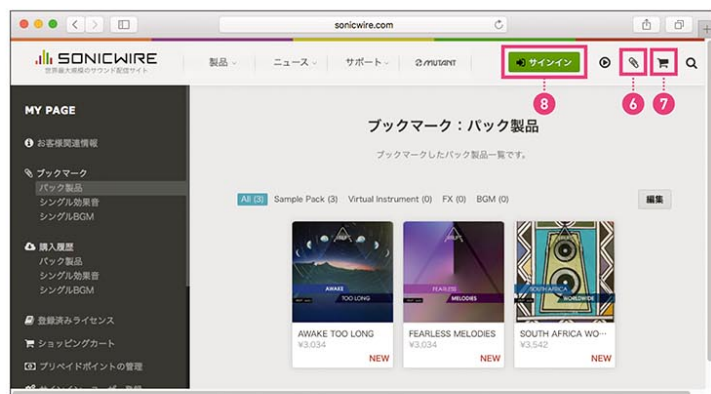 sonicwire.com
SONICWIRE
世界最大規模のサウンド配信サイト
製品
ニュース
サポート
MUTANT
サインイン
8
6
7
MY PAGE
お客様関連情報
ブックマーク
パック製品
シングル効果音
シングルBGM
購入履歴
パック製品
シングル効果音
シングルBGM
登録済みライセンス
ショッピングカート
プリペイドポイントの管理
ブックマーク：パック製品
ブックマークしたパック製品一覧です。
All (3) Sample Pack (3) Virtual Instrument (0) FX (0) BGM (0)
編集
AWAKE
TOO LONG
FEARLESS
MELODIES
SOUTH AFRICA
WORLDWIDE
AWAKE TOO LONG
¥3,034
NEW
FEARLESS MELODIES
¥3,034
NEW
SOUTH AFRICA WO…
¥3,542
NEW